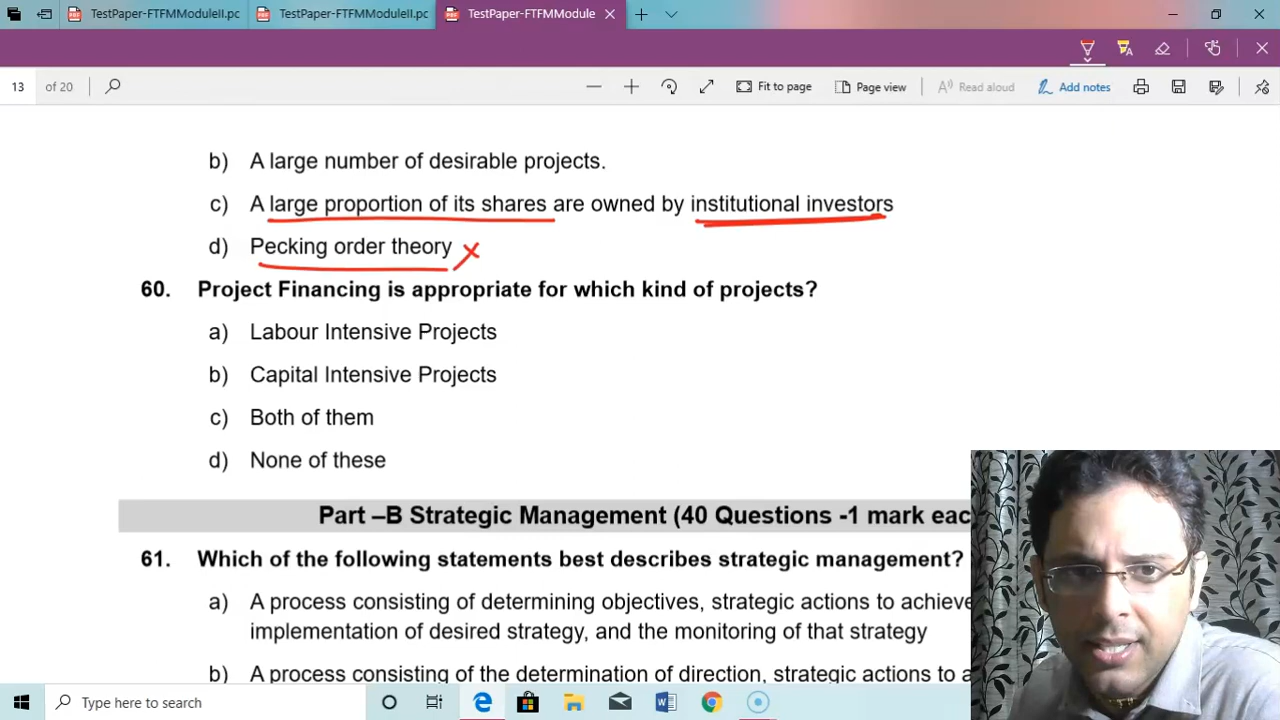 TestPaper-FTFMModuleII.pc
TestPaper-FTFMModuleII.pc
TestPaper-FTFMModule
13 of 20
Fit to page
Page view
Read aloud
Add notes
b) A large number of desirable projects.
c) A large proportion of its shares are owned by institutional investors
d) Pecking order theory
60. Project Financing is appropriate for which kind of projects?
a) Labour Intensive Projects
b) Capital Intensive Projects
c) Both of them
d) None of these
Part –B Strategic Management (40 Questions -1 mark eac
61. Which of the following statements best describes strategic management?
a) A process consisting of determining objectives, strategic actions to achieve
implementation of desired strategy, and the monitoring of that strategy
b) A process consisting of the determination of direction, strategic actions to a
Type here to search